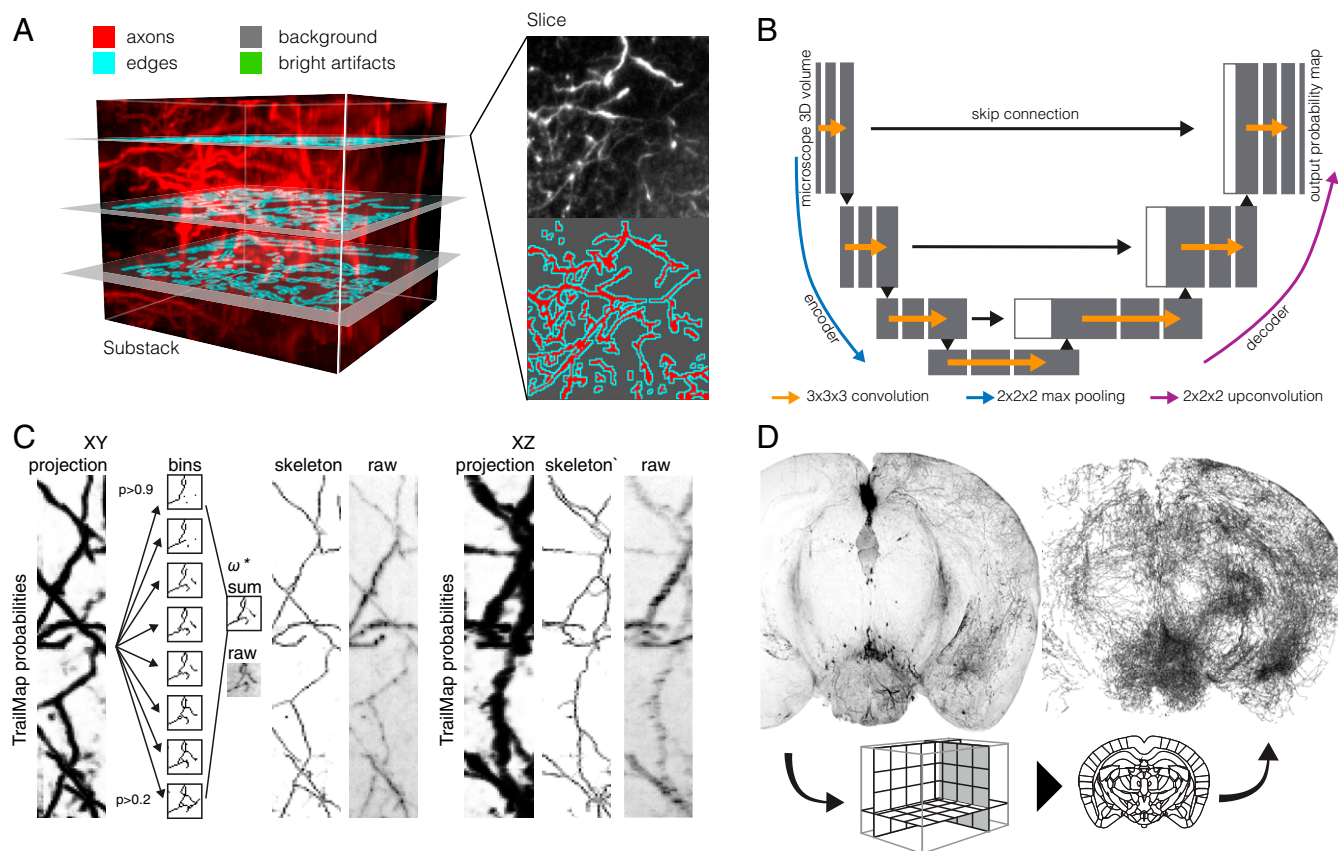 A
axons
background
edges
bright artifacts
Slice
Substack
B
microscope 3D volume
skip connection
output probability map
encoder
decoder
3x3x3 convolution
2x2x2 max pooling
2x2x2 upconvolution
C
XY
projection
bins
skeleton
raw
TrailMap probabilities
p>0.9
ω *
sum
raw
p>0.2
XZ
projection
skeleton`
raw
TrailMap probabilities
D